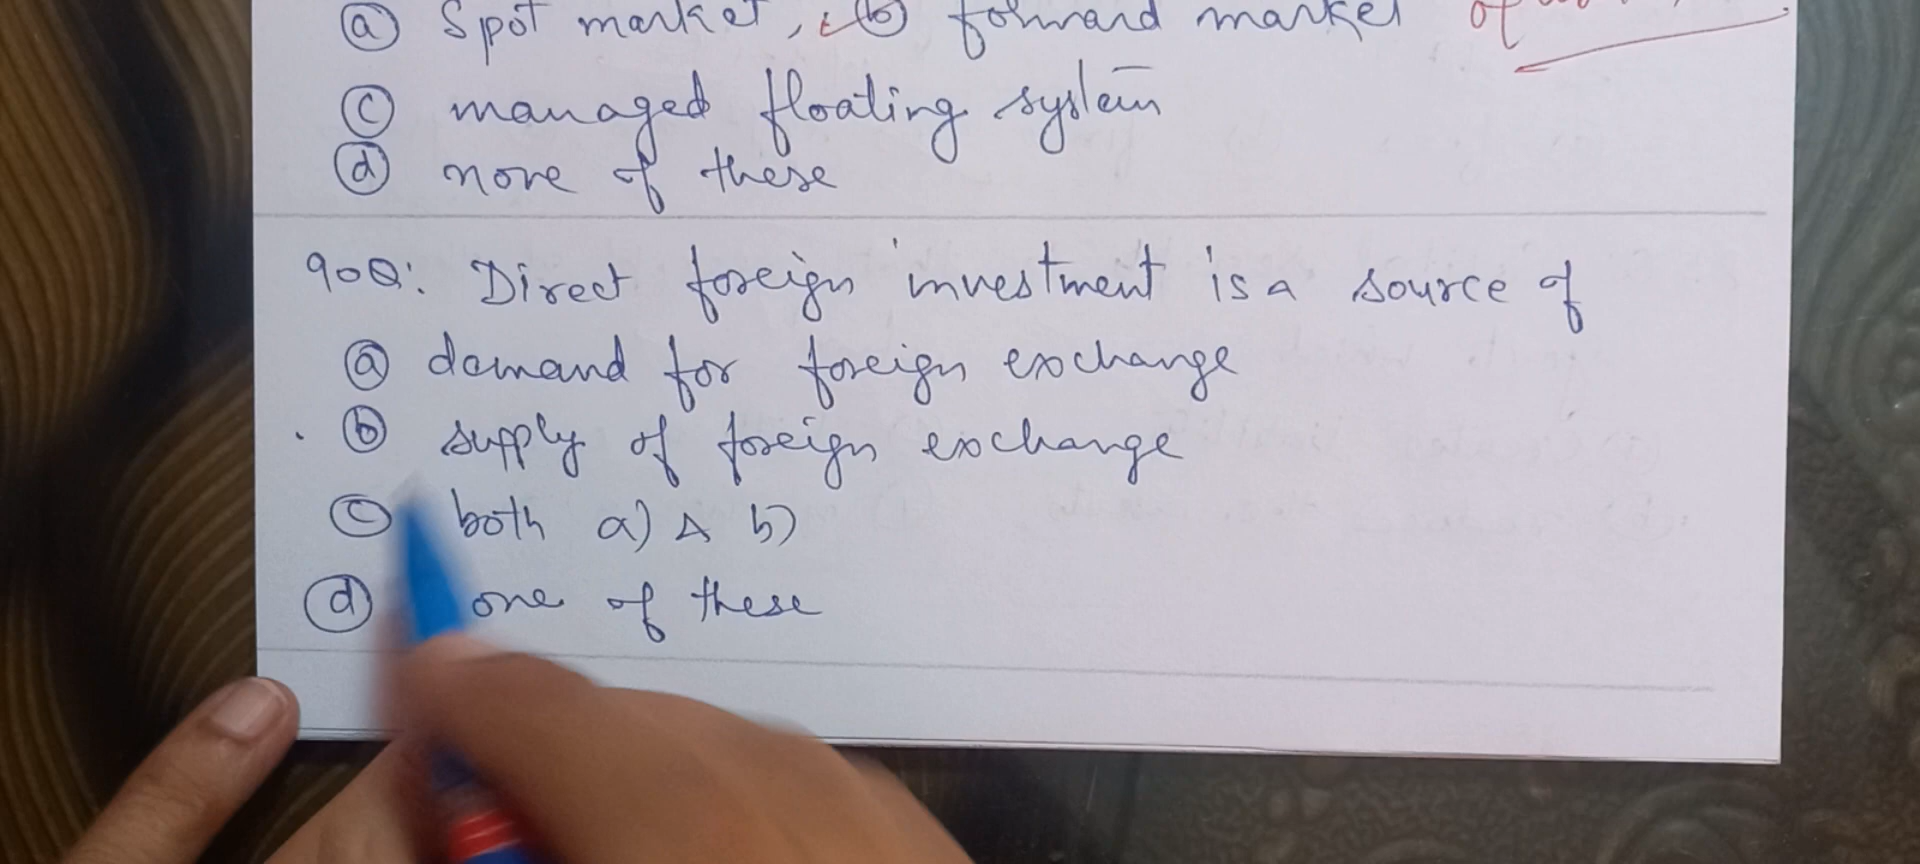 (a) Spot market, (b) forward market of
(c) managed floating system
(d) none of these
90Q: Direct foreign investment is a source of
(a) demand for foreign exchange
(b) supply of foreign exchange
(c) both a) & b)
(d) one of these